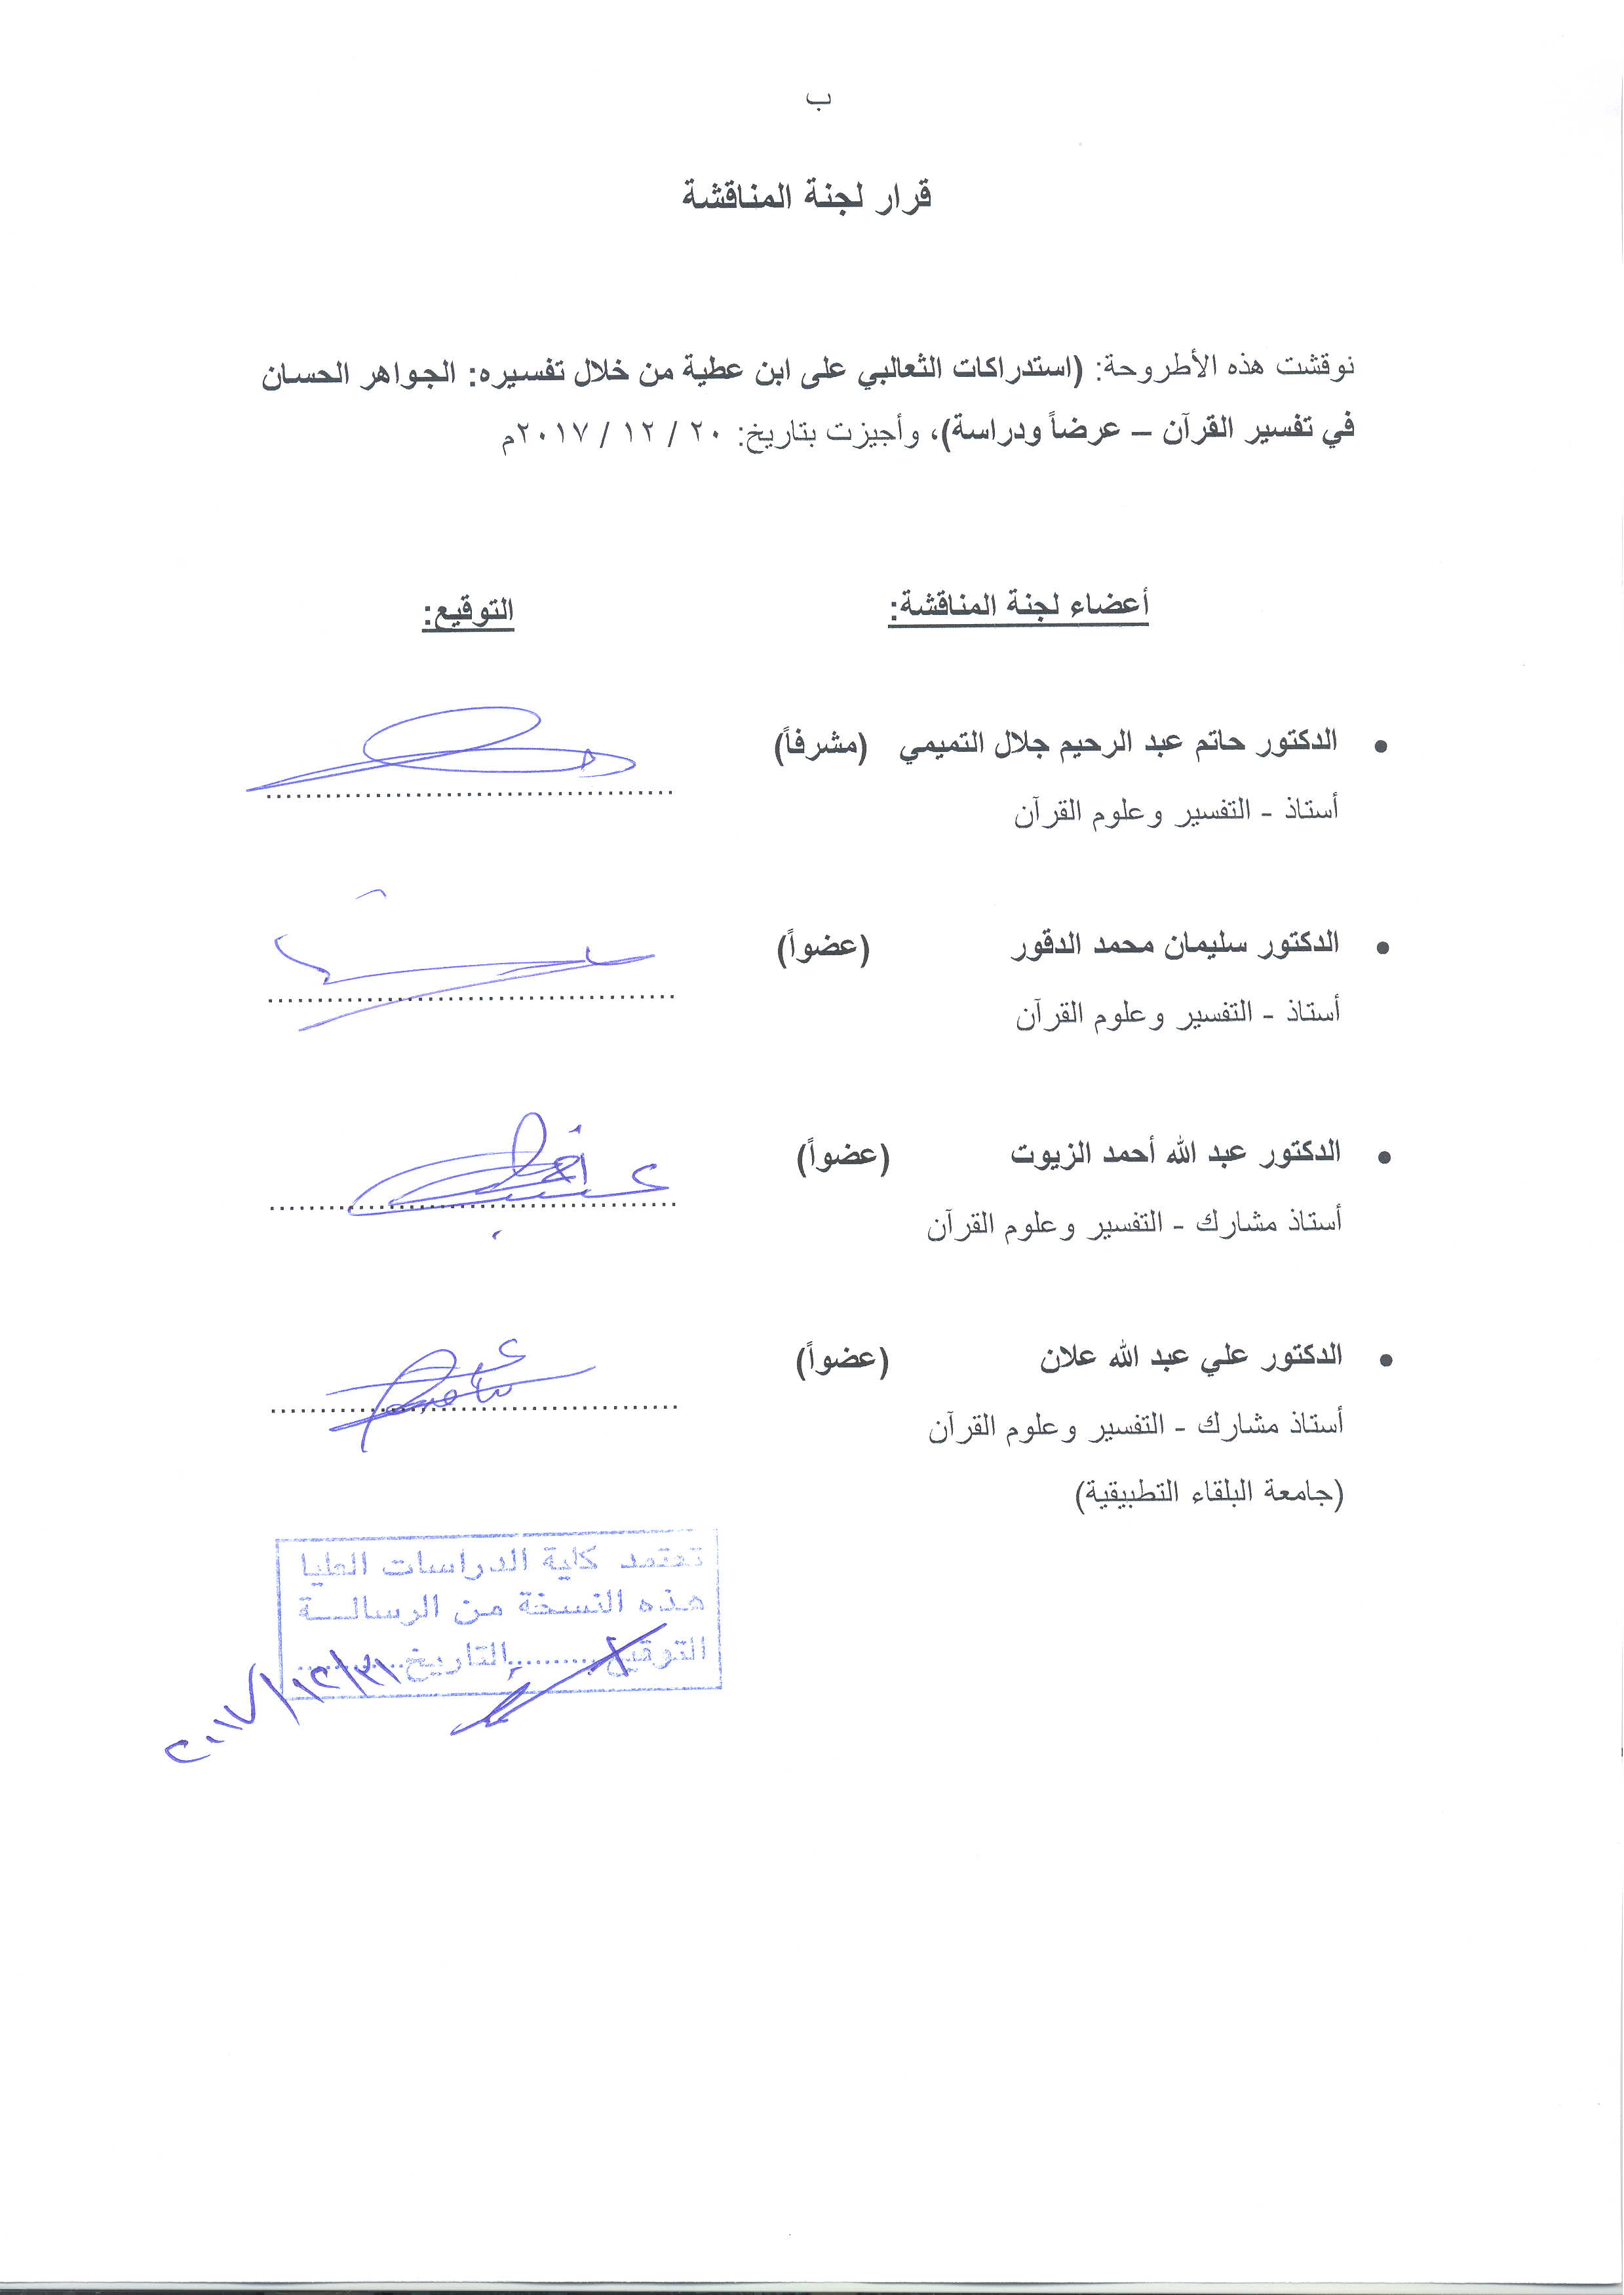 ب
قرار لجنة المناقشة
نوقشت هذه الأطروحة: (استدراكات الثعالبي على ابن عطية من خلال تفسيره: الجواهر الحسان
في تفسير القرآن – عرضاً ودراسة)، وأجيزت بتاريخ: ٢٠ / ١٢ / ٢٠١٧م
أعضاء لجنة المناقشة: التوقيع:
• الدكتور حاتم عبد الرحيم جلال التميمي (مشرفاً) ........................................
أستاذ - التفسير وعلوم القرآن
• الدكتور سليمان محمد الدقور (عضواً) ........................................
أستاذ - التفسير وعلوم القرآن
• الدكتور عبد الله أحمد الزيوت (عضواً) ........................................
أستاذ مشارك - التفسير وعلوم القرآن
• الدكتور علي عبد الله علان (عضواً) ........................................
أستاذ مشارك - التفسير وعلوم القرآن
(جامعة البلقاء التطبيقية)
تعتمد كلية الدراسات العليا
هذه النسخة من الرسالـــة
التوقيع..........التاريخ............
٢٠١٧/١٢/٣١